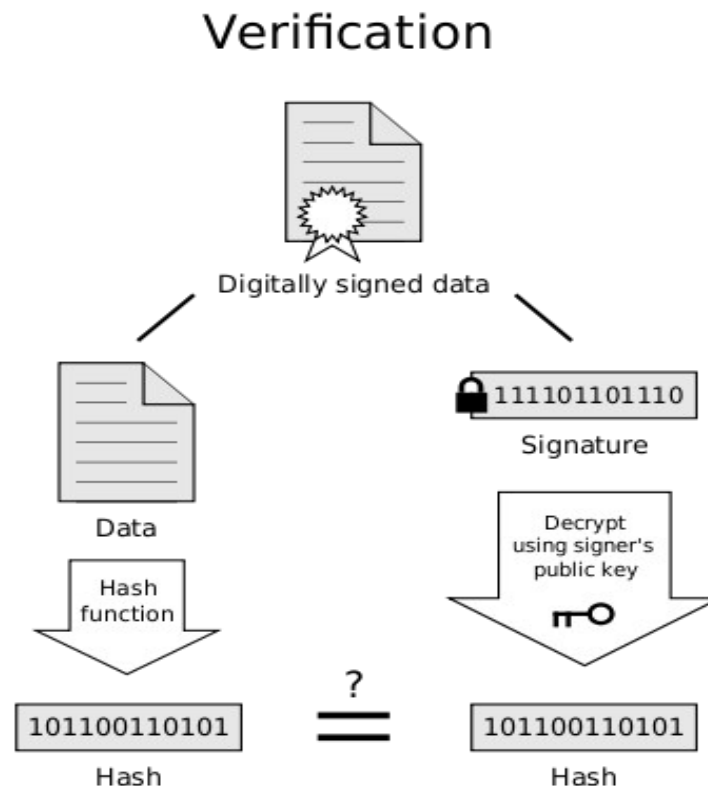 Verification
Digitally signed data
Data
Hash
function
101100110101
Hash
?
111101101110
Signature
Decrypt
using signer's
public key
101100110101
Hash